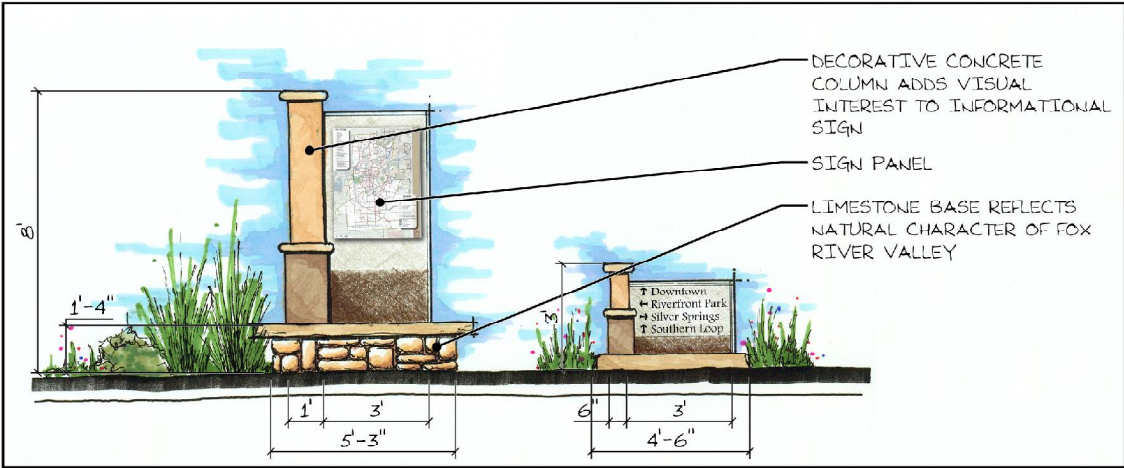 DECORATIVE CONCRETE
COLUMN ADDS VISUAL
INTEREST TO INFORMATIONAL
SIGN
SIGN PANEL
LIMESTONE BASE REFLECTS
NATURAL CHARACTER OF FOX
RIVER VALLEY
8'
1'-4"
3'
↑ Downtown
← Riverfront Park
→ Silver Springs
↑ Southern Loop
1' 3'
5'-3"
6" 3'
4'-6"